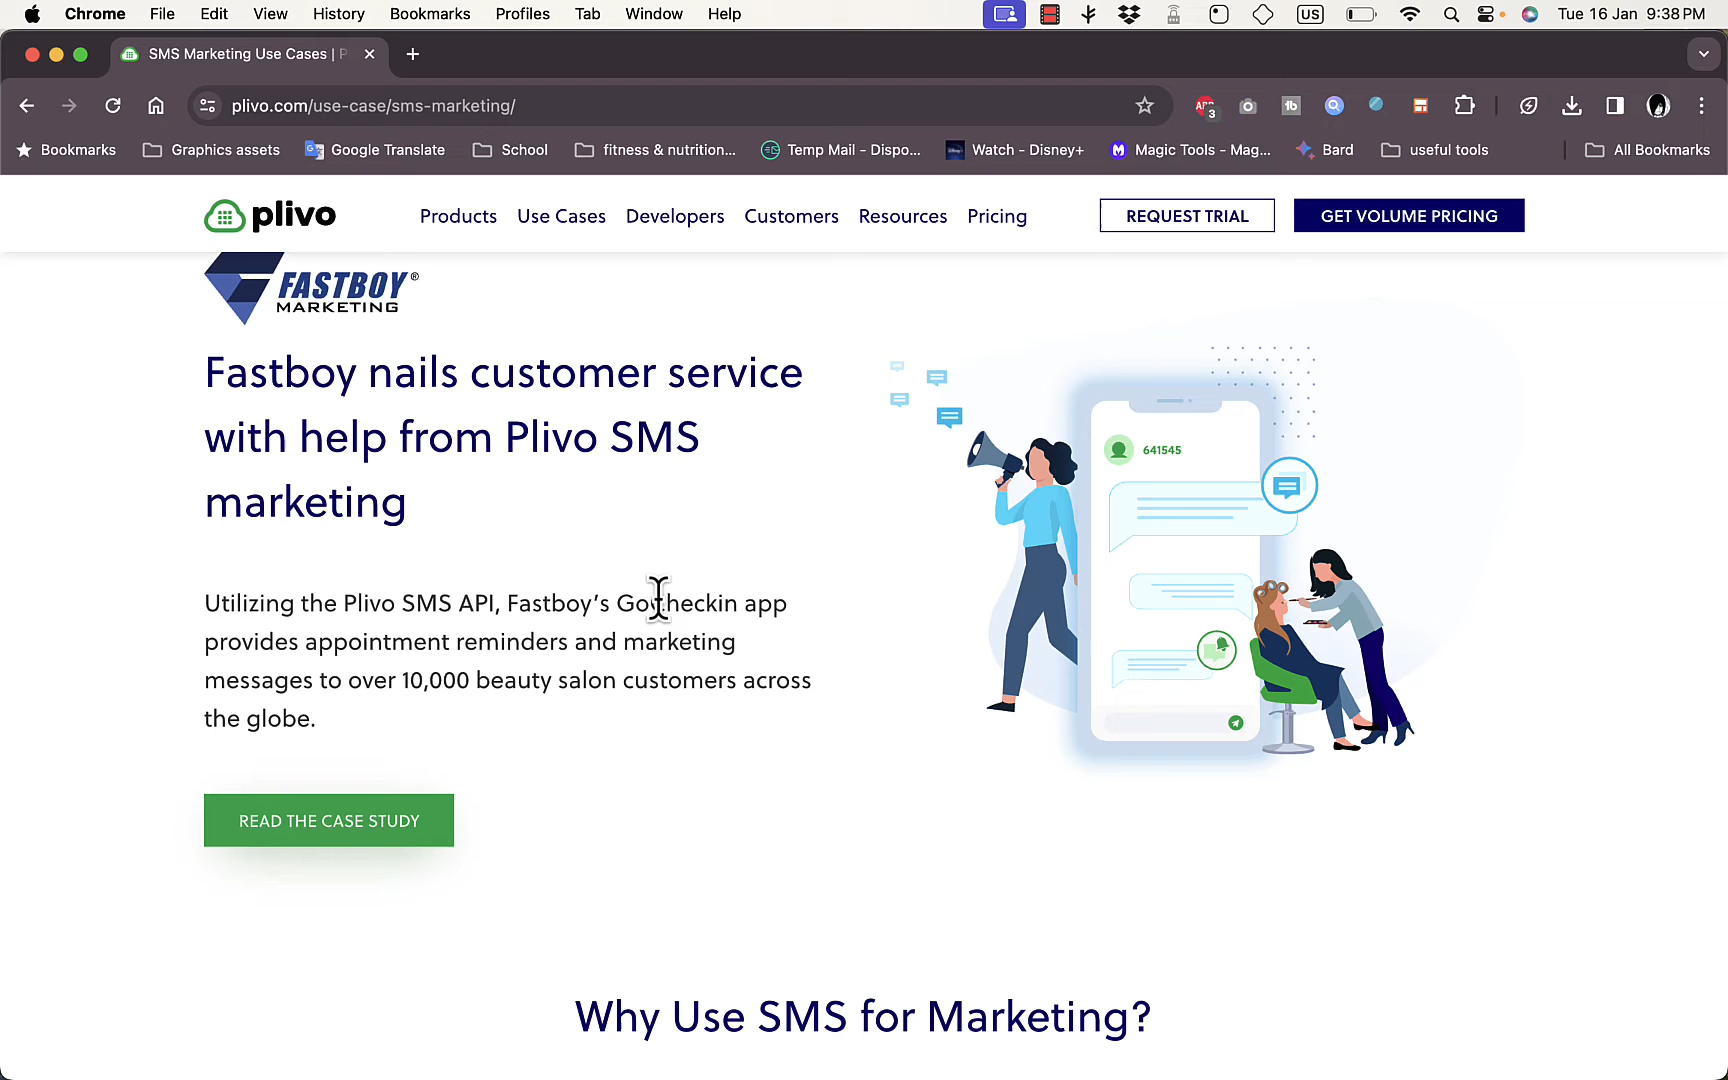 Chrome File Edit View History Bookmarks Profiles Tab Window Help US Tue 16 Jan 9:38 PM
SMS Marketing Use Cases | P
plivo.com/use-case/sms-marketing/ ABP 3 tb
Bookmarks Graphics assets Google Translate School fitness & nutrition... Temp Mail - Dispo... Watch - Disney+ Magic Tools - Mag... Bard useful tools All Bookmarks
plivo Products Use Cases Developers Customers Resources Pricing REQUEST TRIAL GET VOLUME PRICING
FASTBOY®
MARKETING
Fastboy nails customer service
with help from Plivo SMS
marketing
641545
Utilizing the Plivo SMS API, Fastboy’s GoCheckin app
provides appointment reminders and marketing
messages to over 10,000 beauty salon customers across
the globe.
READ THE CASE STUDY
Why Use SMS for Marketing?